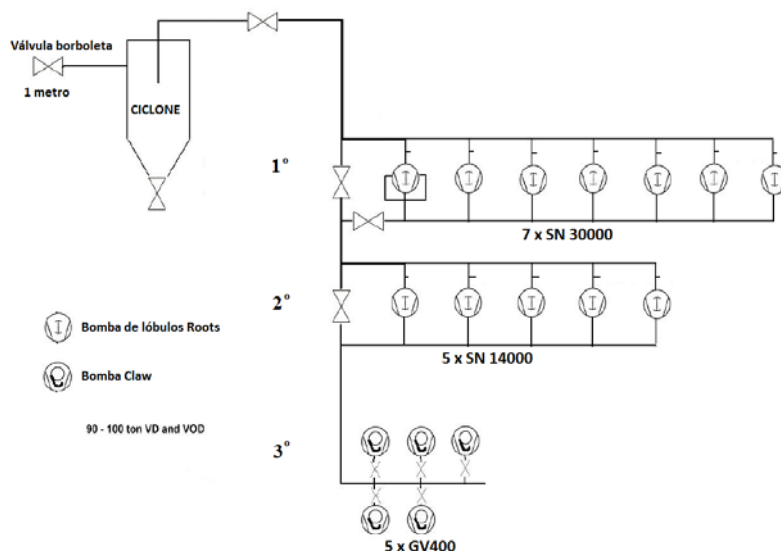 Válvula borboleta
1 metro
CICLONE
1°
7 x SN 30000
2°
5 x SN 14000
Bomba de lóbulos Roots
Bomba Claw
90 - 100 ton VD and VOD
3°
5 x GV400